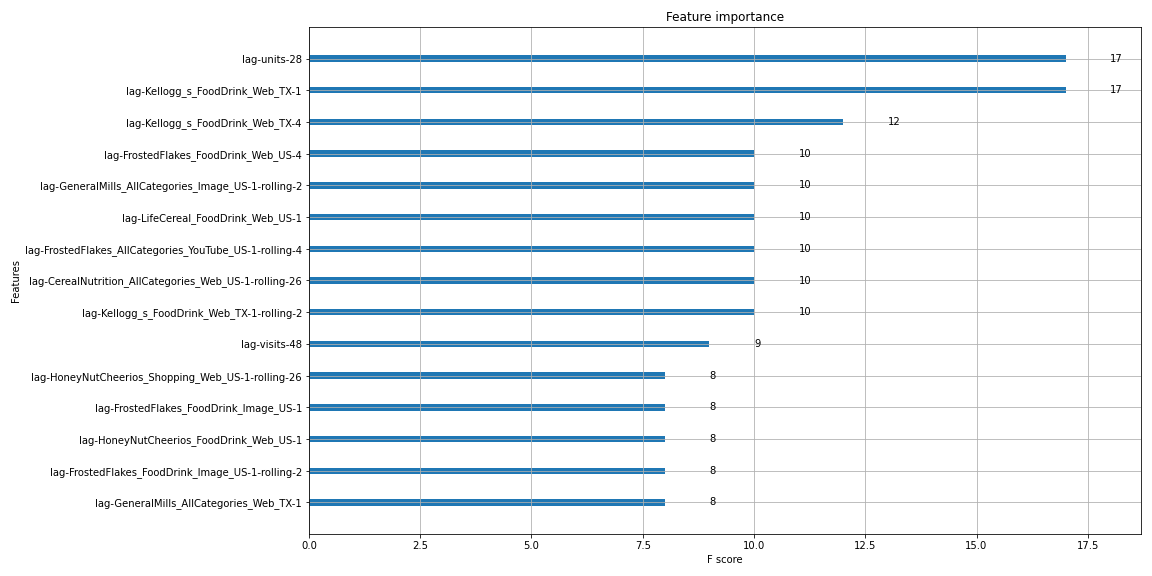 Feature importance
lag-units-28 17
lag-Kellogg_s_FoodDrink_Web_TX-1 17
lag-Kellogg_s_FoodDrink_Web_TX-4 12
lag-FrostedFlakes_FoodDrink_Web_US-4 10
lag-GeneralMills_AllCategories_Image_US-1-rolling-2 10
lag-LifeCereal_FoodDrink_Web_US-1 10
lag-FrostedFlakes_AllCategories_YouTube_US-1-rolling-4 10
lag-CerealNutrition_AllCategories_Web_US-1-rolling-26 10
lag-Kellogg_s_FoodDrink_Web_TX-1-rolling-2 10
lag-visits-48 9
lag-HoneyNutCheerios_Shopping_Web_US-1-rolling-26 8
lag-FrostedFlakes_FoodDrink_Image_US-1 8
lag-HoneyNutCheerios_FoodDrink_Web_US-1 8
lag-FrostedFlakes_FoodDrink_Image_US-1-rolling-2 8
lag-GeneralMills_AllCategories_Web_TX-1 8
Features
0.0 2.5 5.0 7.5 10.0 12.5 15.0 17.5
F score